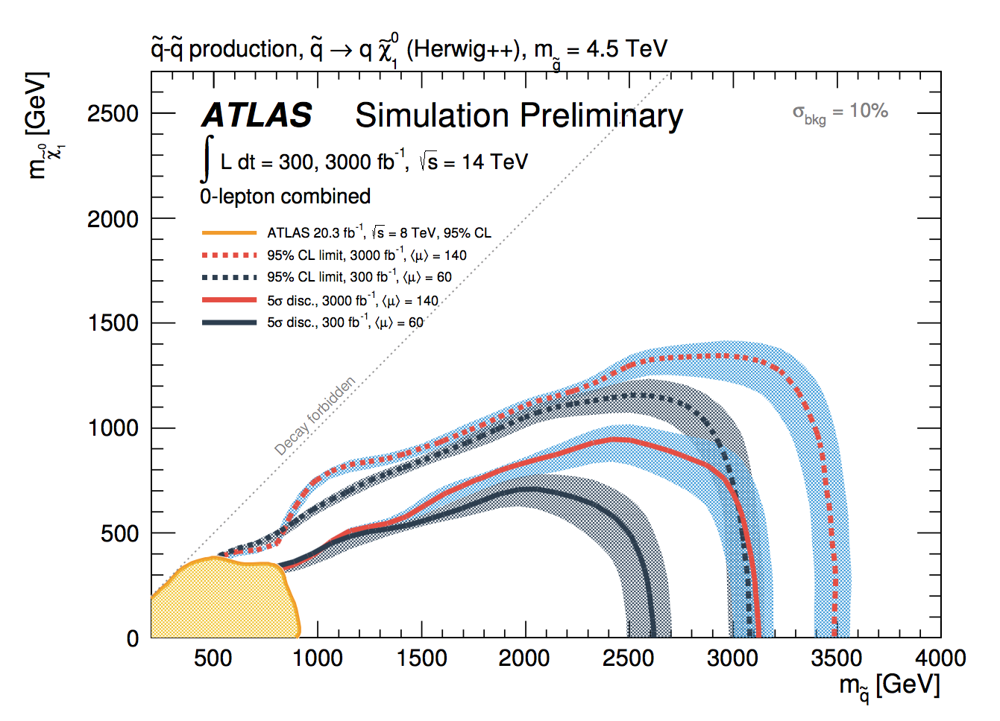 q̃-q̃ production, q̃ → q χ̃₁⁰ (Herwig++), m_g̃ = 4.5 TeV
m_χ̃₁⁰ [GeV]
2500
2000
1500
1000
500
0
ATLAS Simulation Preliminary
σ_bkg = 10%
∫ L dt = 300, 3000 fb⁻¹, √s = 14 TeV
0-lepton combined
ATLAS 20.3 fb⁻¹, √s = 8 TeV, 95% CL
95% CL limit, 3000 fb⁻¹, ⟨μ⟩ = 140
95% CL limit, 300 fb⁻¹, ⟨μ⟩ = 60
5σ disc., 3000 fb⁻¹, ⟨μ⟩ = 140
5σ disc., 300 fb⁻¹, ⟨μ⟩ = 60
Decay forbidden
500 1000 1500 2000 2500 3000 3500 4000
m_q̃ [GeV]